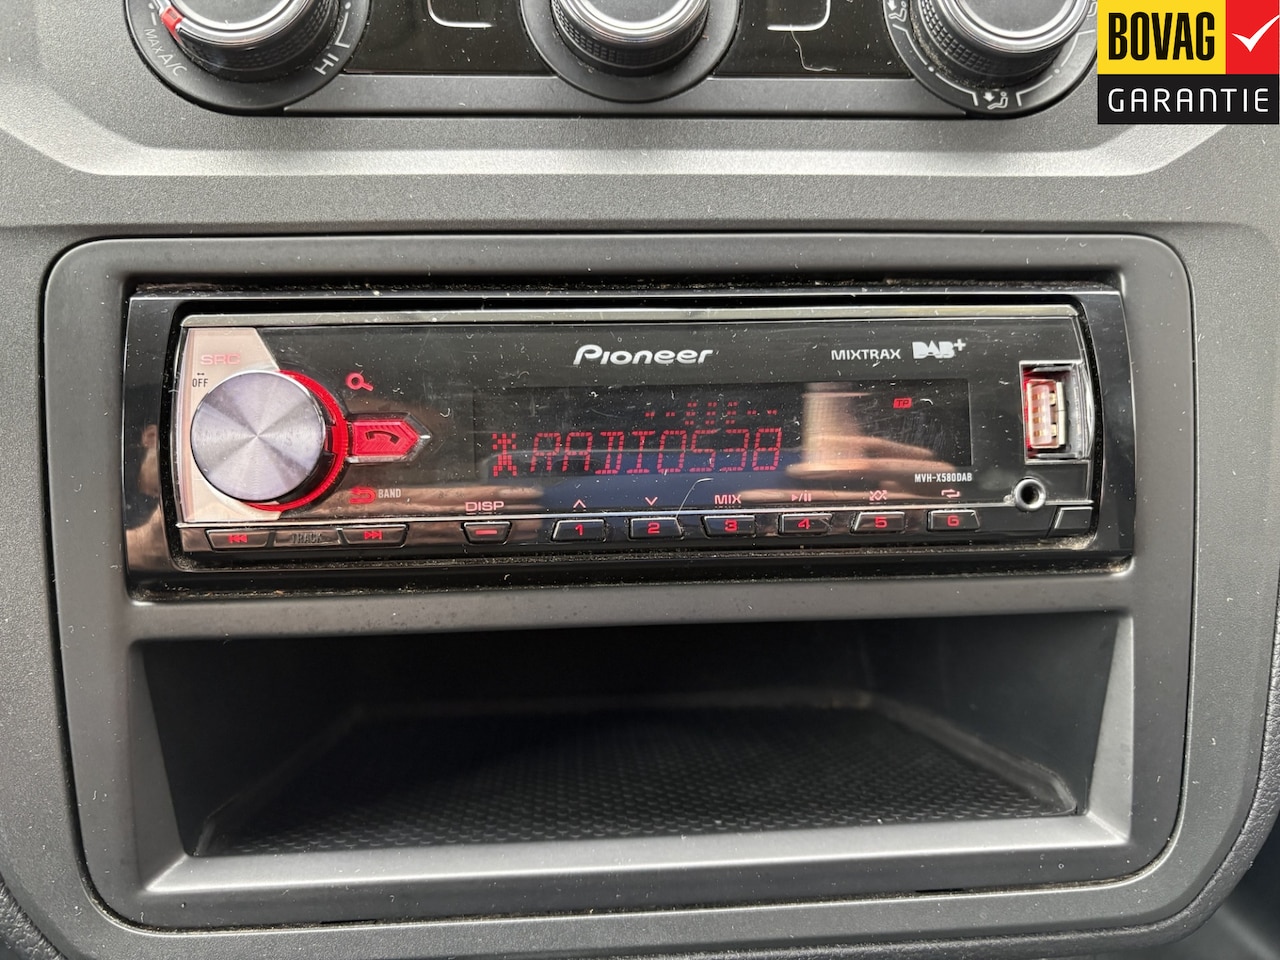 MAX A/C
HI
BOVAG
GARANTIE
Pioneer
MIXTRAX DAB+
SRC
OFF
TP
RADIO538
MVH-X580DAB
BAND
DISP
MIX
TRACK
1 2 3 4 5 6